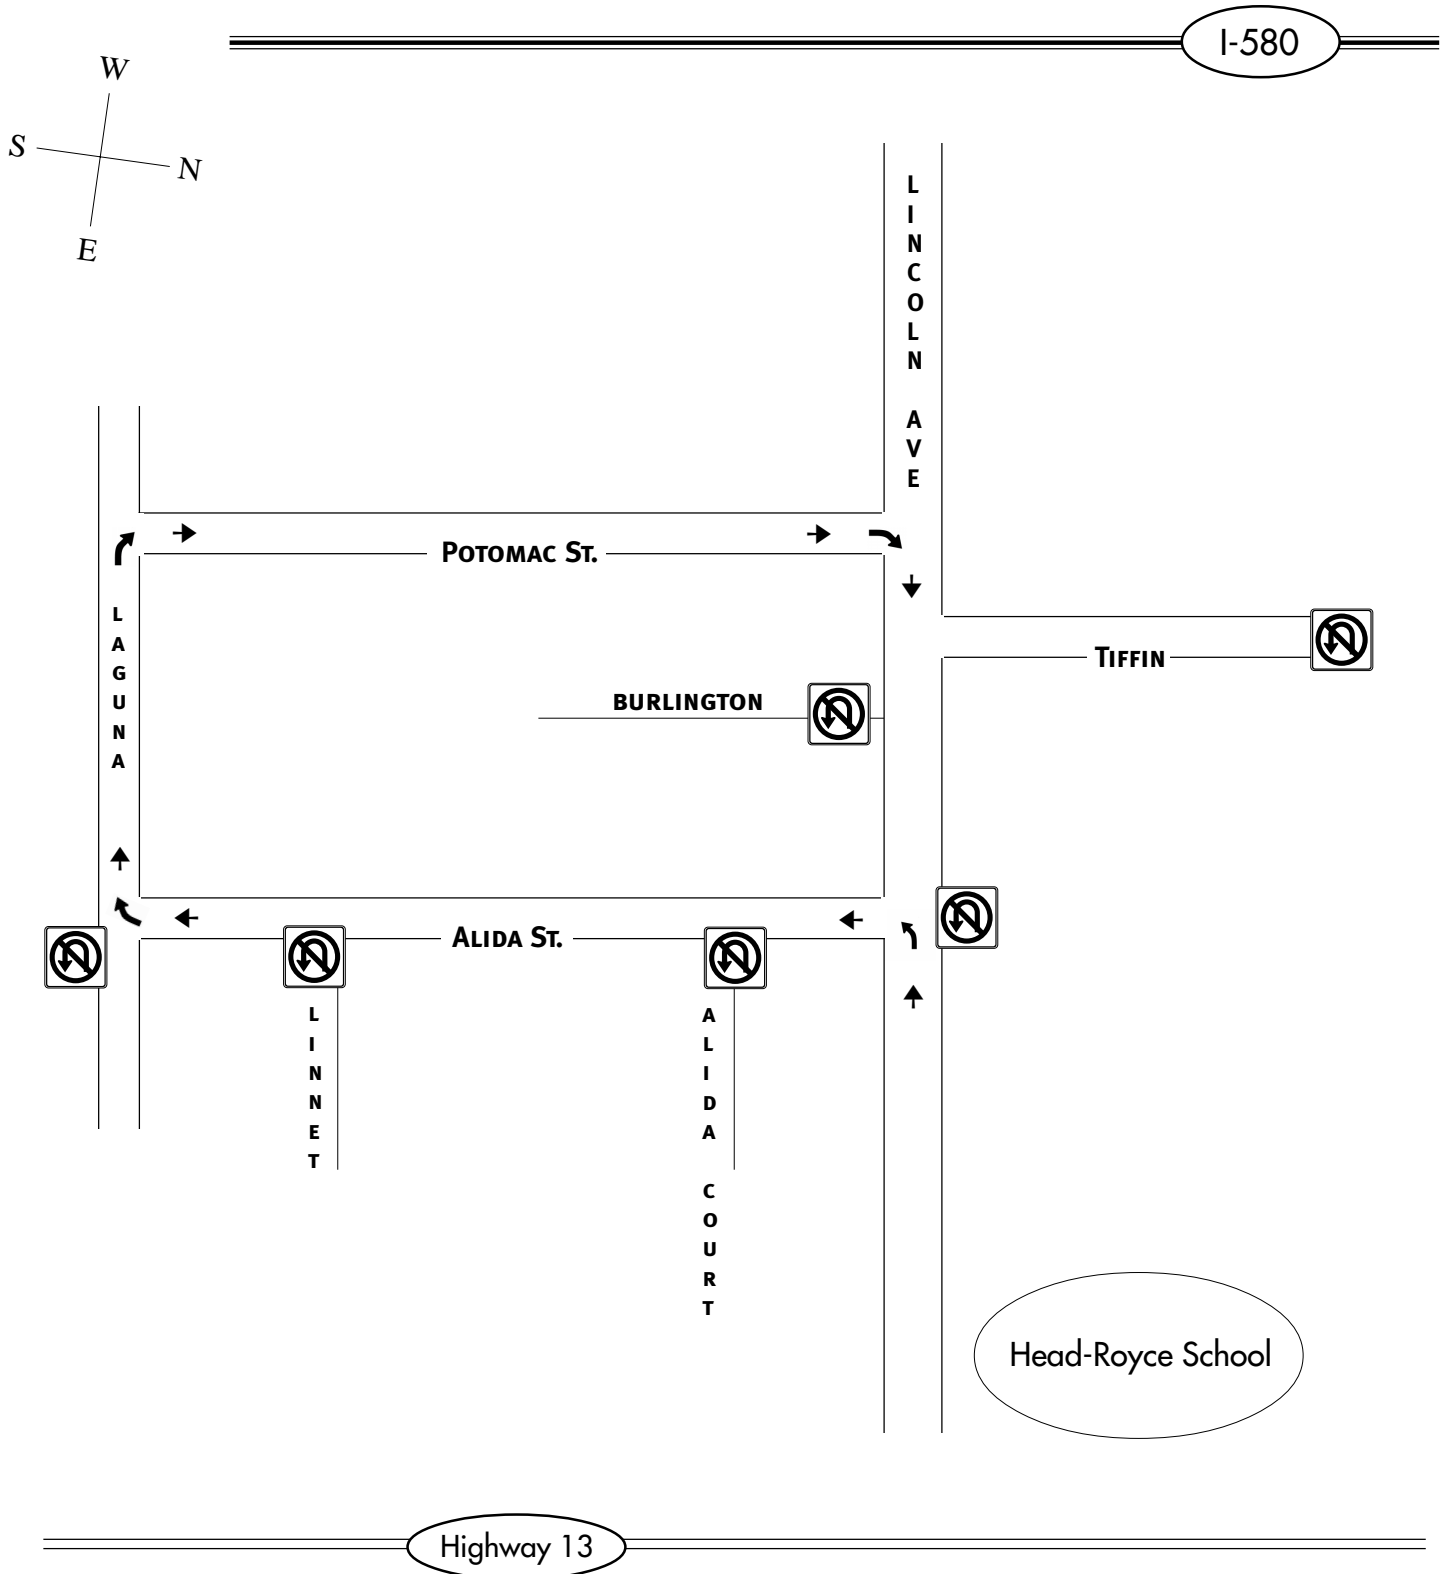 I-580
W
S
N
E
LINCOLN AVE
POTOMAC ST.
LAGUNA
TIFFIN
BURLINGTON
ALIDA ST.
LINNET
ALIDA COURT
Head-Royce School
Highway 13